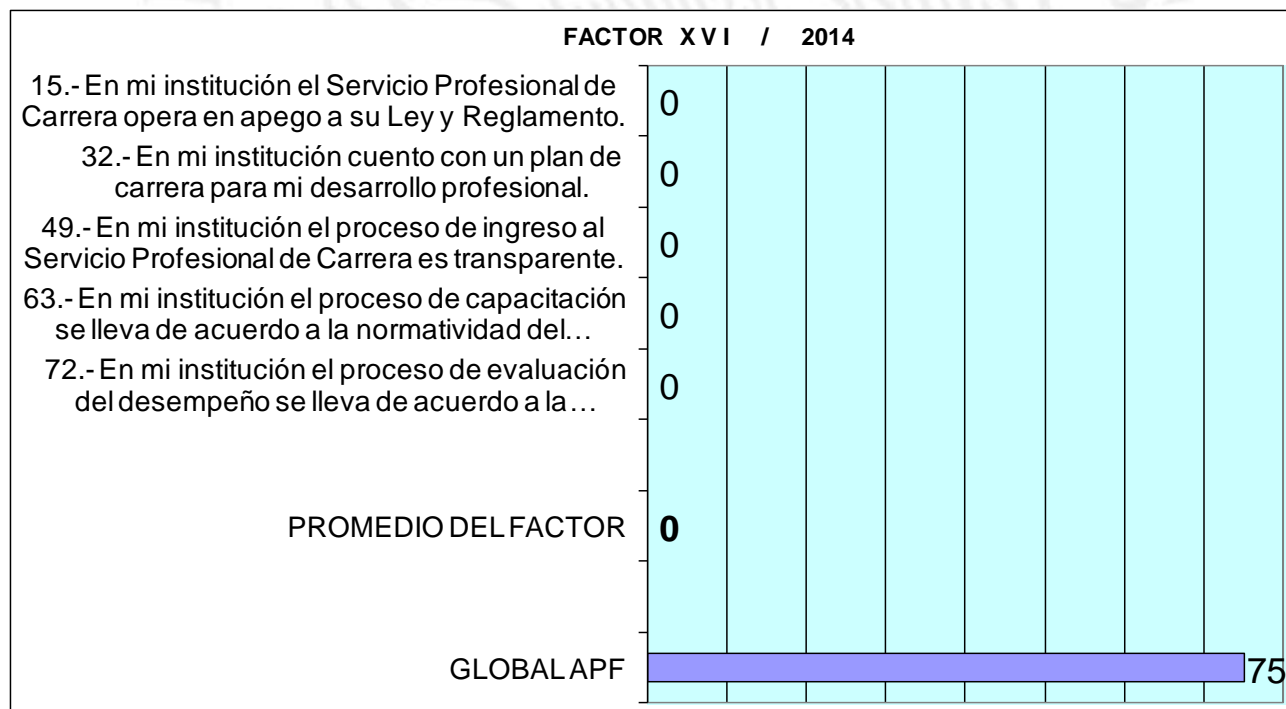 FACTOR X V I / 2014
15.- En mi institución el Servicio Profesional de
Carrera opera en apego a su Ley y Reglamento.
0
32.- En mi institución cuento con un plan de
carrera para mi desarrollo profesional.
0
49.- En mi institución el proceso de ingreso al
Servicio Profesional de Carrera es transparente.
0
63.- En mi institución el proceso de capacitación
se lleva de acuerdo a la normatividad del…
0
72.- En mi institución el proceso de evaluación
del desempeño se lleva de acuerdo a la…
0
PROMEDIO DEL FACTOR
0
GLOBAL APF
75